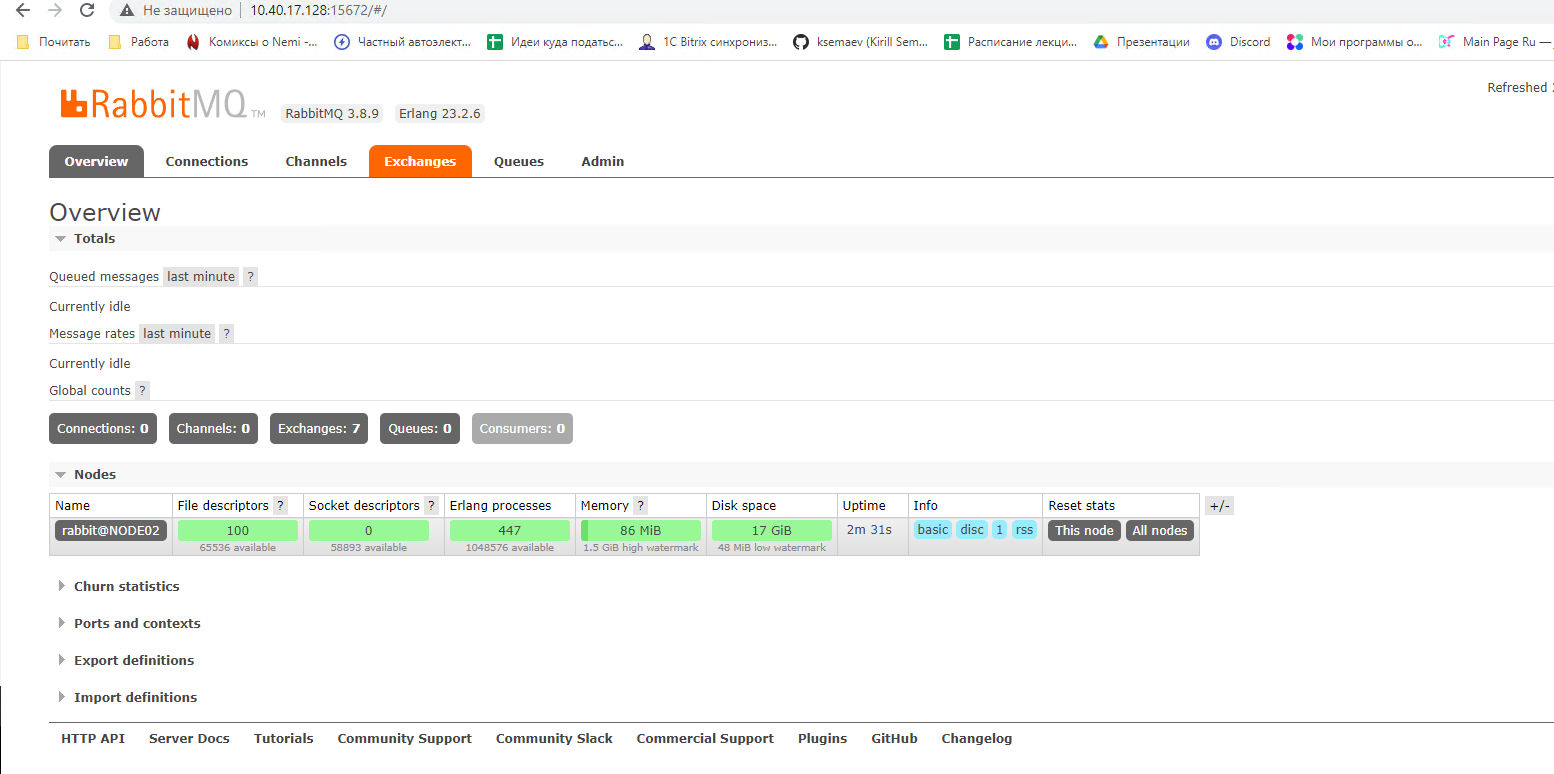 Не защищено 10.40.17.128:15672/#/
Почитать Работа Комиксы о Nemi -... Частный автоэлект... Идеи куда податьс... 1C Bitrix синхрониз... ksemaev (Kirill Sem... Расписание лекци... Презентации Discord Мои программы о... Main Page Ru —
Refreshed
RabbitMQ TM RabbitMQ 3.8.9 Erlang 23.2.6
Overview Connections Channels Exchanges Queues Admin
Overview
Totals
Queued messages last minute ?
Currently idle
Message rates last minute ?
Currently idle
Global counts ?
Connections: 0 Channels: 0 Exchanges: 7 Queues: 0 Consumers: 0
Nodes
Name File descriptors ? Socket descriptors ? Erlang processes Memory ? Disk space Uptime Info Reset stats +/-
rabbit@NODE02 100 0 447 86 MiB 17 GiB 2m 31s basic disc 1 rss This node All nodes
65536 available 58893 available 1048576 available 1.5 GiB high watermark 48 MiB low watermark
Churn statistics
Ports and contexts
Export definitions
Import definitions
HTTP API Server Docs Tutorials Community Support Community Slack Commercial Support Plugins GitHub Changelog